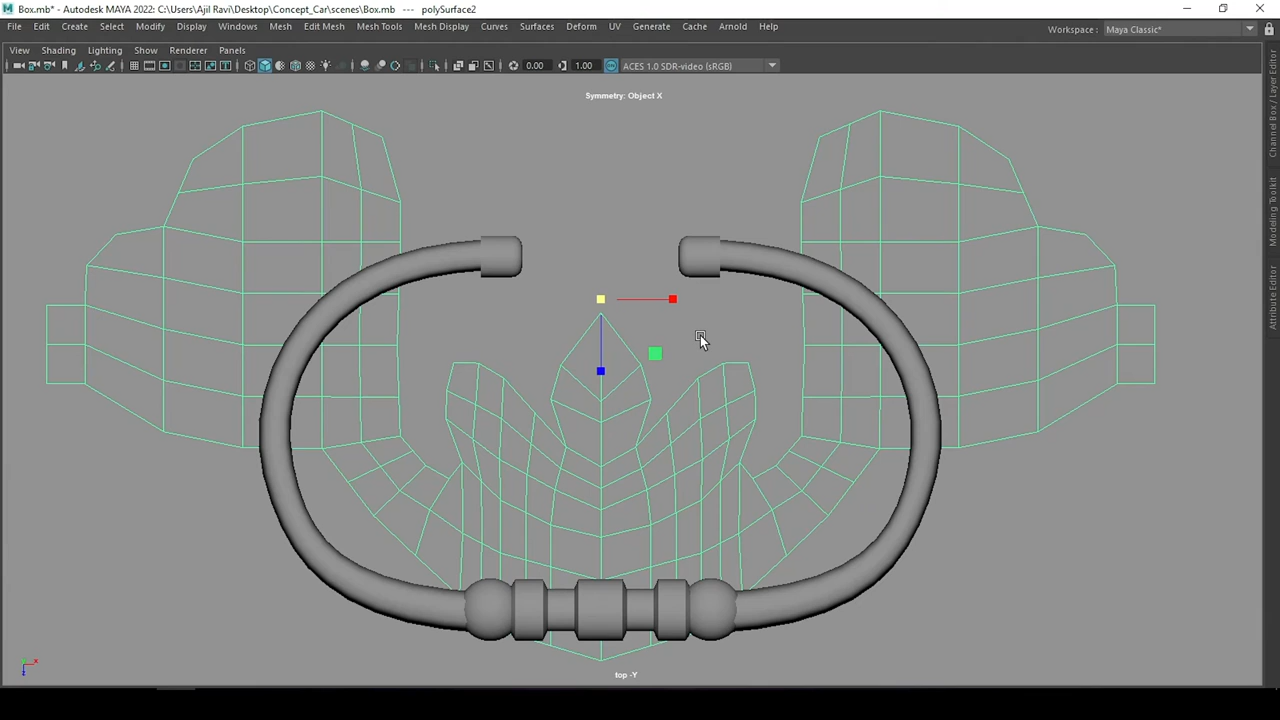 Box.mb* - Autodesk MAYA 2022: C:\Users\Ajil Ravi\Desktop\Concept_Car\scenes\Box.mb --- polySurface2
File Edit Create Select Modify Display Windows Mesh Edit Mesh Mesh Tools Mesh Display Curves Surfaces Deform UV Generate Cache Arnold Help
Workspace : Maya Classic*
View Shading Lighting Show Renderer Panels
0.00 1.00 ACES 1.0 SDR-video (sRGB)
Symmetry: Object X
Channel Box / Layer Editor
Modeling Toolkit
Attribute Editor
x
z
top -Y